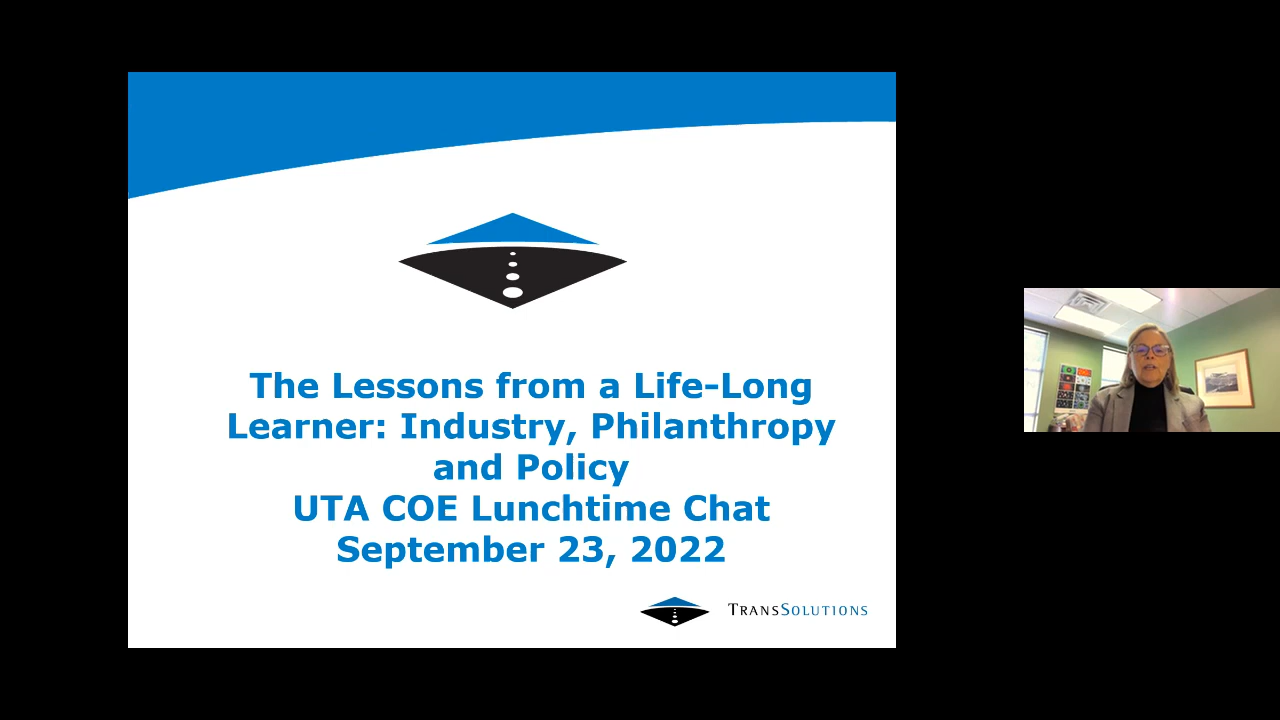 The Lessons from a Life-Long
Learner: Industry, Philanthropy
and Policy
UTA COE Lunchtime Chat
September 23, 2022
TRANSSOLUTIONS